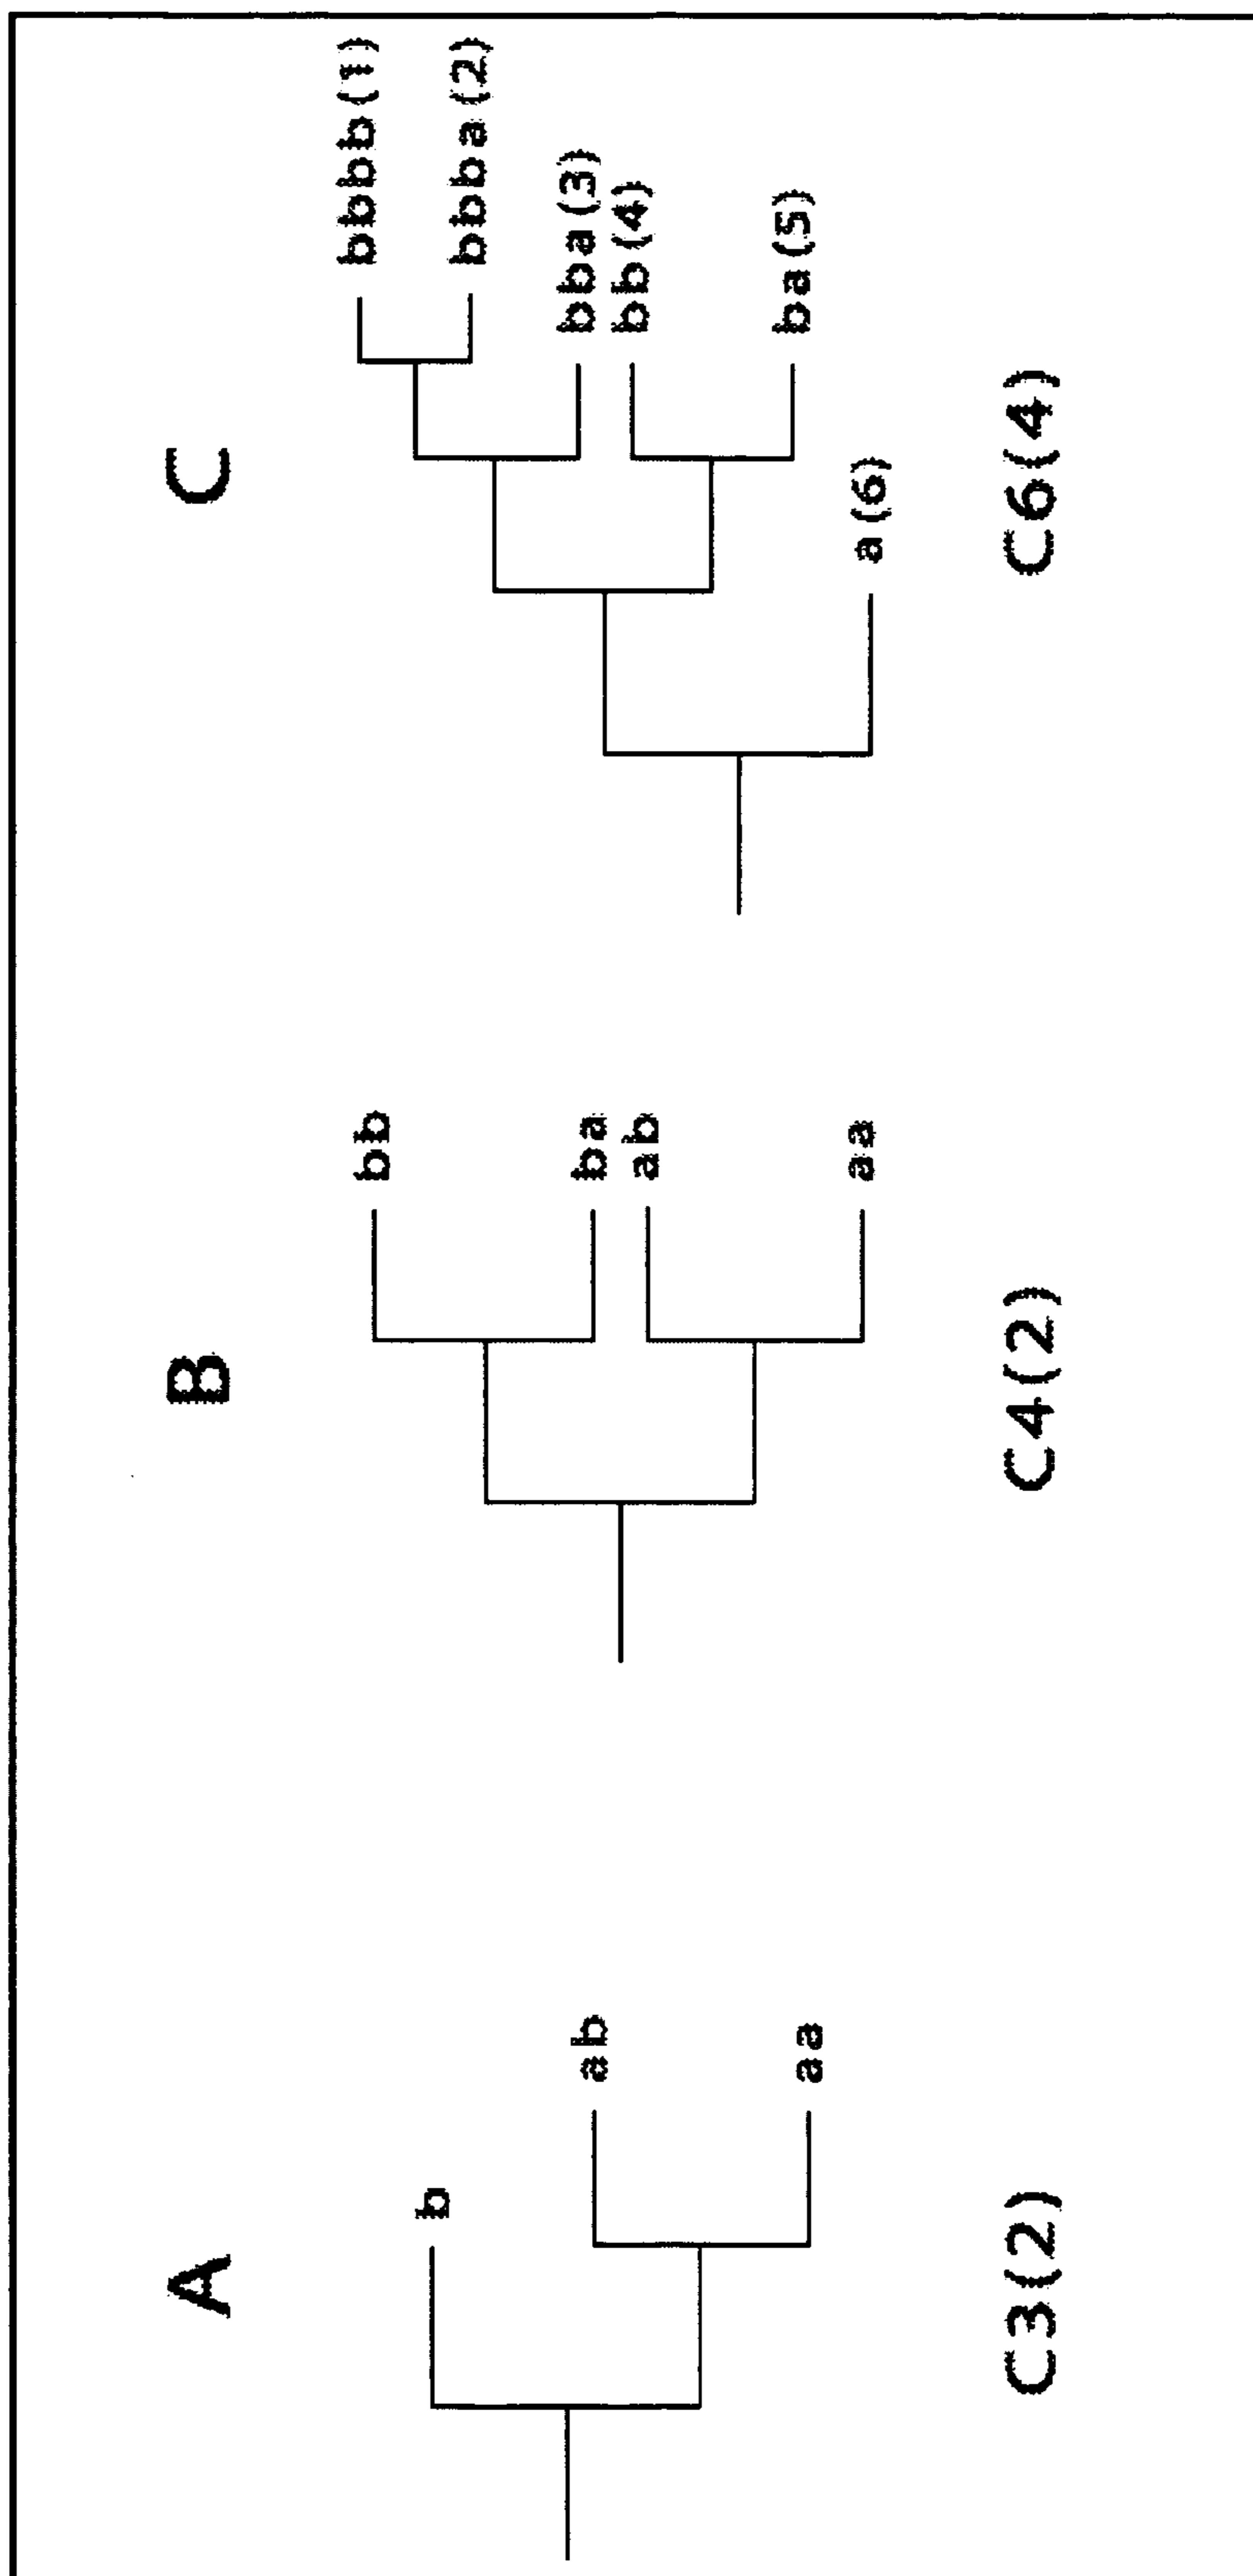 A
b
ab
aa
C3(2)
B
bb
ba
ab
aa
C4(2)
C
bbbb(1)
bbba(2)
bba(3)
bb(4)
ba(5)
a(6)
C6(4)